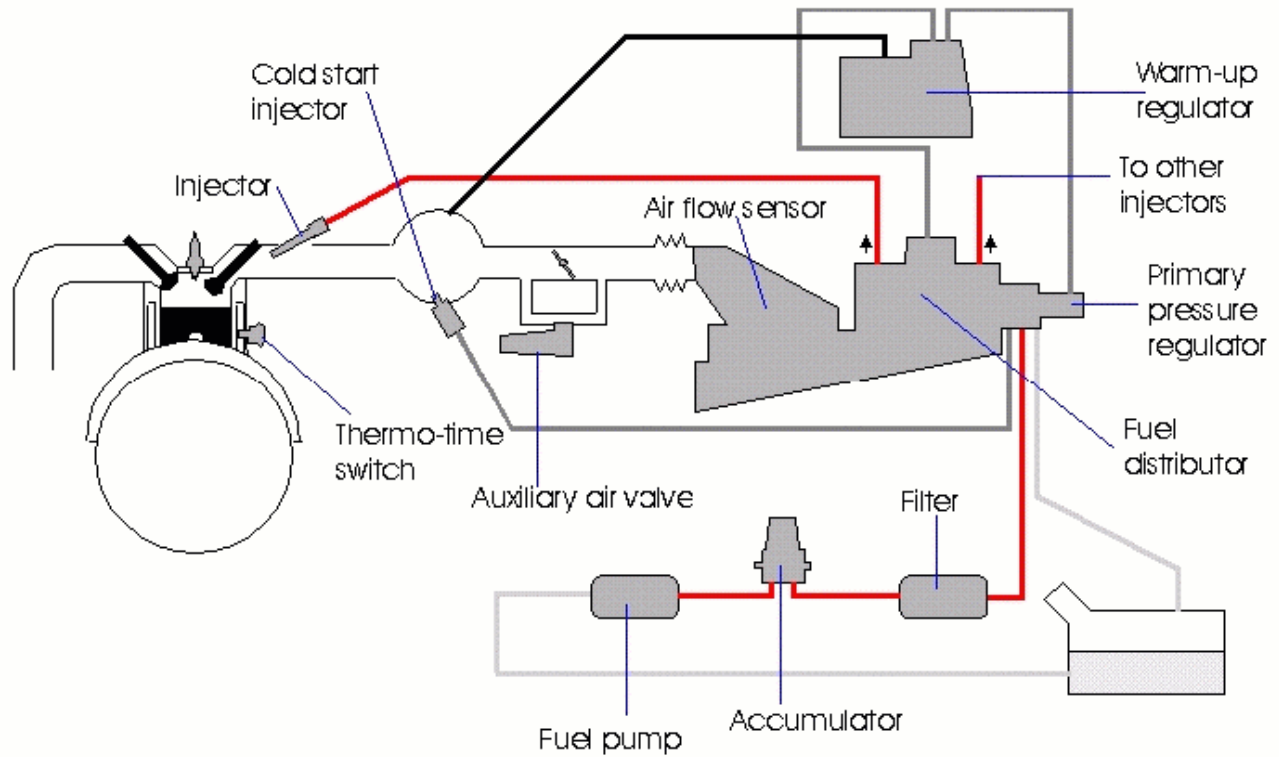 Cold start
injector
Warm-up
regulator
Injector
To other
injectors
Air flow sensor
Primary
pressure
regulator
Thermo-time
switch
Fuel
distributor
Auxiliary air valve
Filter
Accumulator
Fuel pump